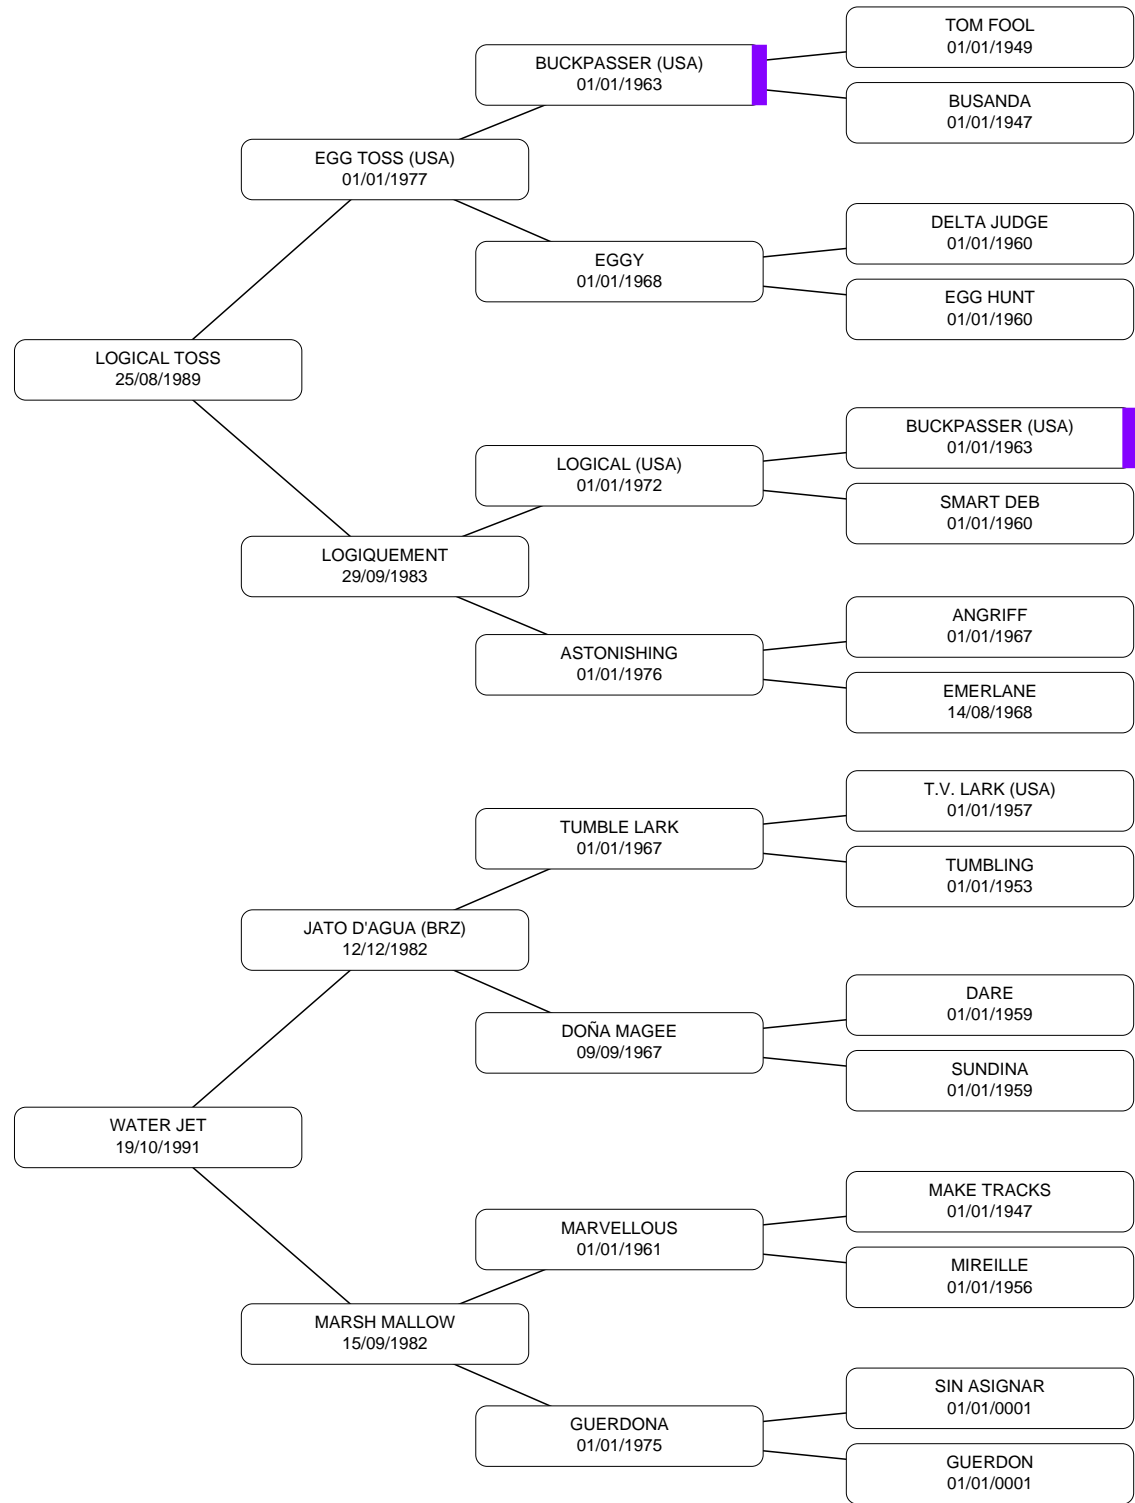 TOM FOOL
01/01/1949
BUCKPASSER (USA)
01/01/1963
BUSANDA
01/01/1947
EGG TOSS (USA)
01/01/1977
DELTA JUDGE
01/01/1960
EGGY
01/01/1968
EGG HUNT
01/01/1960
LOGICAL TOSS
25/08/1989
BUCKPASSER (USA)
01/01/1963
LOGICAL (USA)
01/01/1972
SMART DEB
01/01/1960
LOGIQUEMENT
29/09/1983
ANGRIFF
01/01/1967
ASTONISHING
01/01/1976
EMERLANE
14/08/1968
T.V. LARK (USA)
01/01/1957
TUMBLE LARK
01/01/1967
TUMBLING
01/01/1953
JATO D'AGUA (BRZ)
12/12/1982
DARE
01/01/1959
DOÑA MAGEE
09/09/1967
SUNDINA
01/01/1959
WATER JET
19/10/1991
MAKE TRACKS
01/01/1947
MARVELLOUS
01/01/1961
MIREILLE
01/01/1956
MARSH MALLOW
15/09/1982
SIN ASIGNAR
01/01/0001
GUERDONA
01/01/1975
GUERDON
01/01/0001